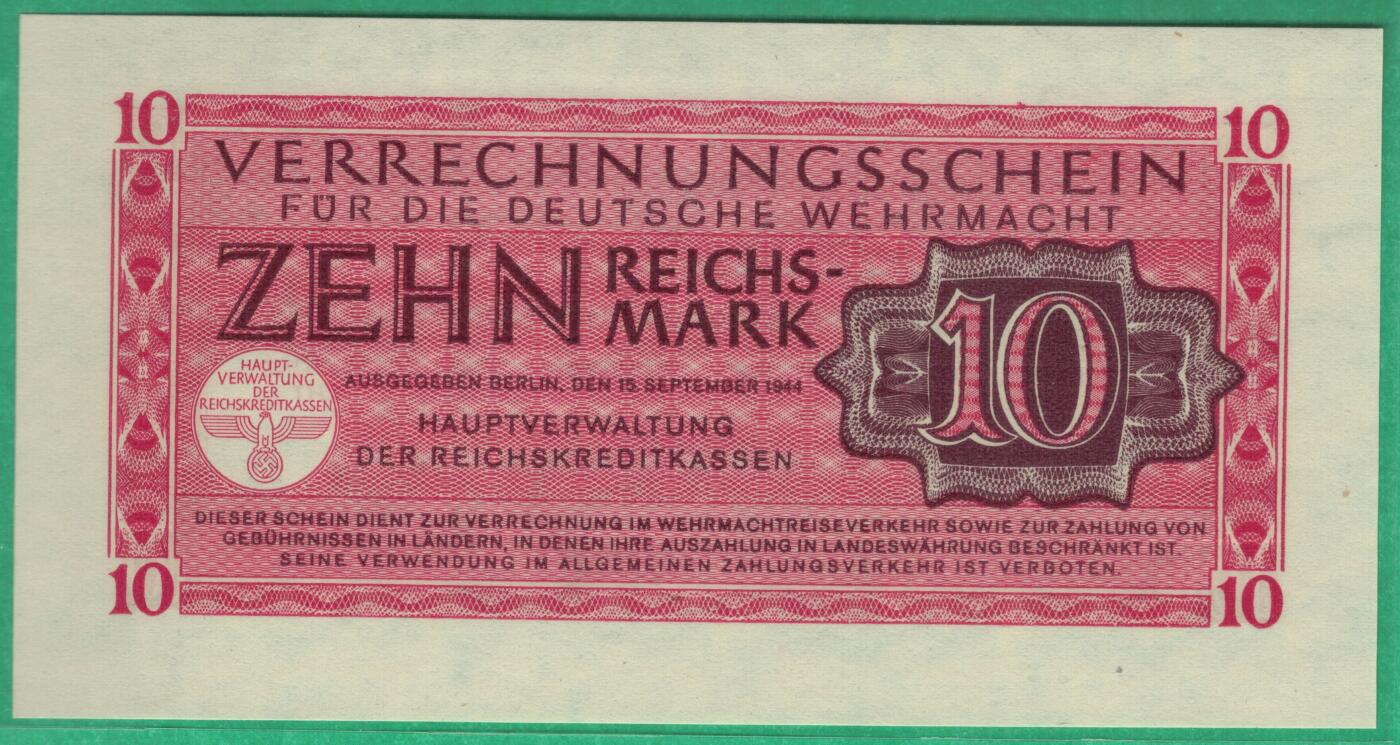 10
10
VERRECHNUNGSSCHEIN
FÜR DIE DEUTSCHE WEHRMACHT
ZEHN REICHS-
MARK
10
HAUPT-
VERWALTUNG
DER
REICHSKREDITKASSEN
AUSGEGEBEN BERLIN, DEN 15. SEPTEMBER 1944
HAUPTVERWALTUNG
DER REICHSKREDITKASSEN
DIESER SCHEIN DIENT ZUR VERRECHNUNG IM WEHRMACHTREISEVERKEHR SOWIE ZUR ZAHLUNG VON
GEBÜHRNISSEN IN LÄNDERN, IN DENEN IHRE AUSZAHLUNG IN LANDESWÄHRUNG BESCHRÄNKT IST.
SEINE VERWENDUNG IM ALLGEMEINEN ZAHLUNGSVERKEHR IST VERBOTEN.
10
10